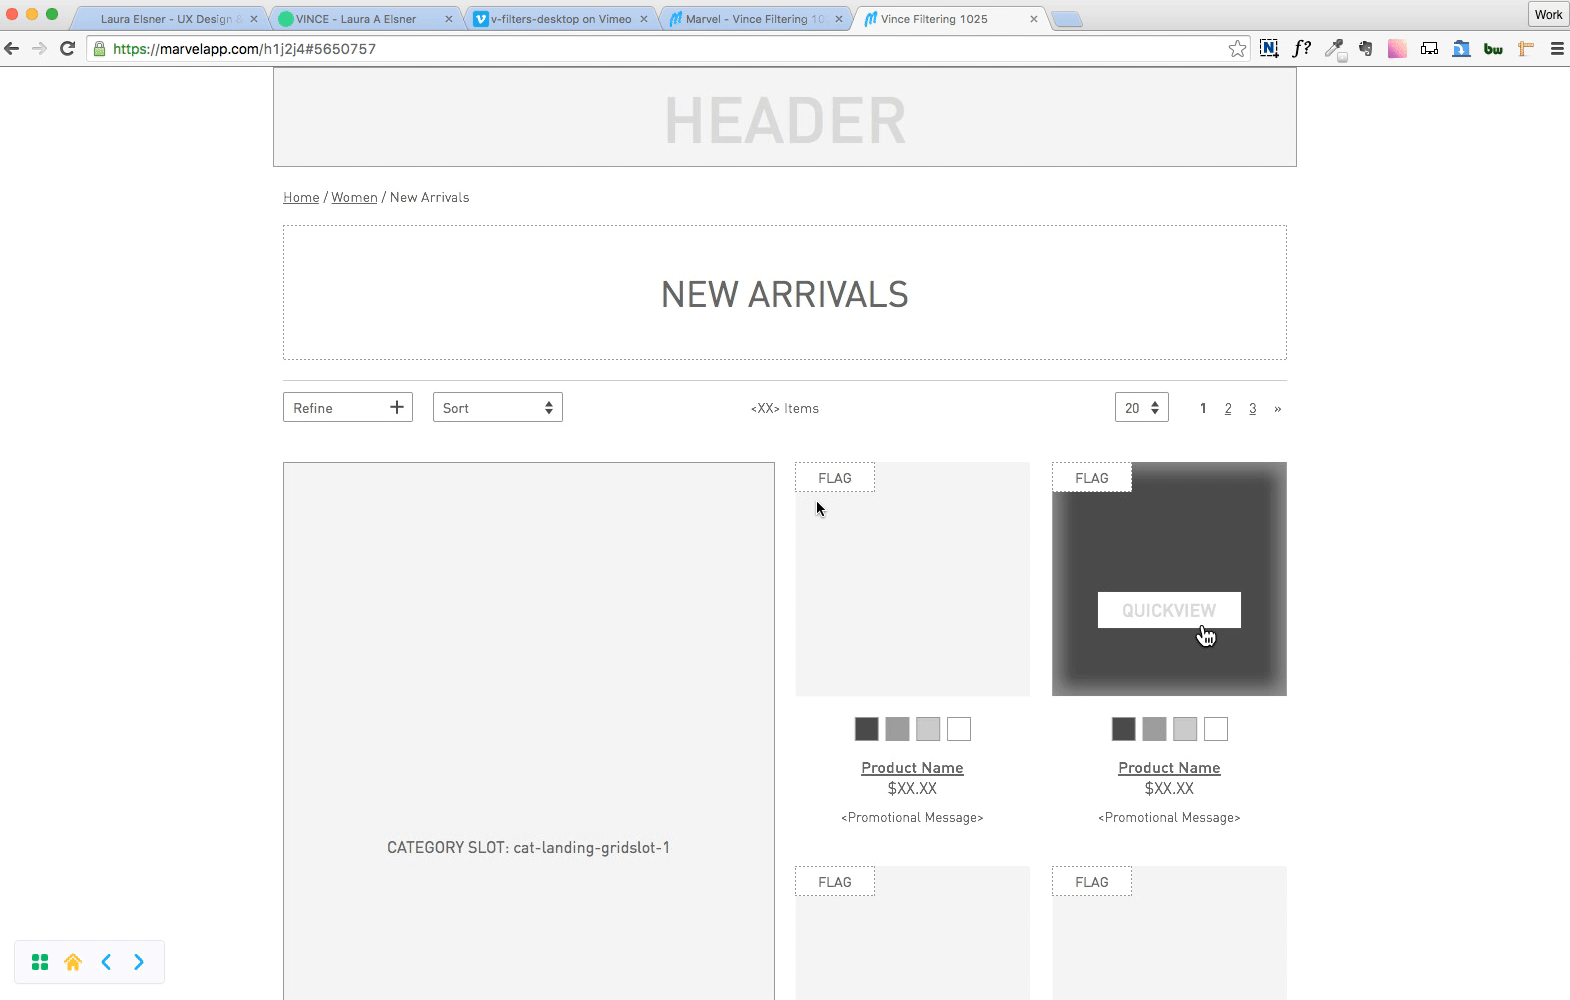 Laura Elsner - UX Design &
VINCE - Laura A Elsner
v-filters-desktop on Vimeo
Marvel - Vince Filtering 10
Vince Filtering 1025
Work
https://marvelapp.com/h1j2j4#5650757
N
f?
bw
HEADER
Home / Women / New Arrivals
NEW ARRIVALS
Refine +
Sort
<XX> Items
20
1 2 3 »
FLAG
FLAG
QUICKVIEW
Product Name
$XX.XX
<Promotional Message>
Product Name
$XX.XX
<Promotional Message>
CATEGORY SLOT: cat-landing-gridslot-1
FLAG
FLAG